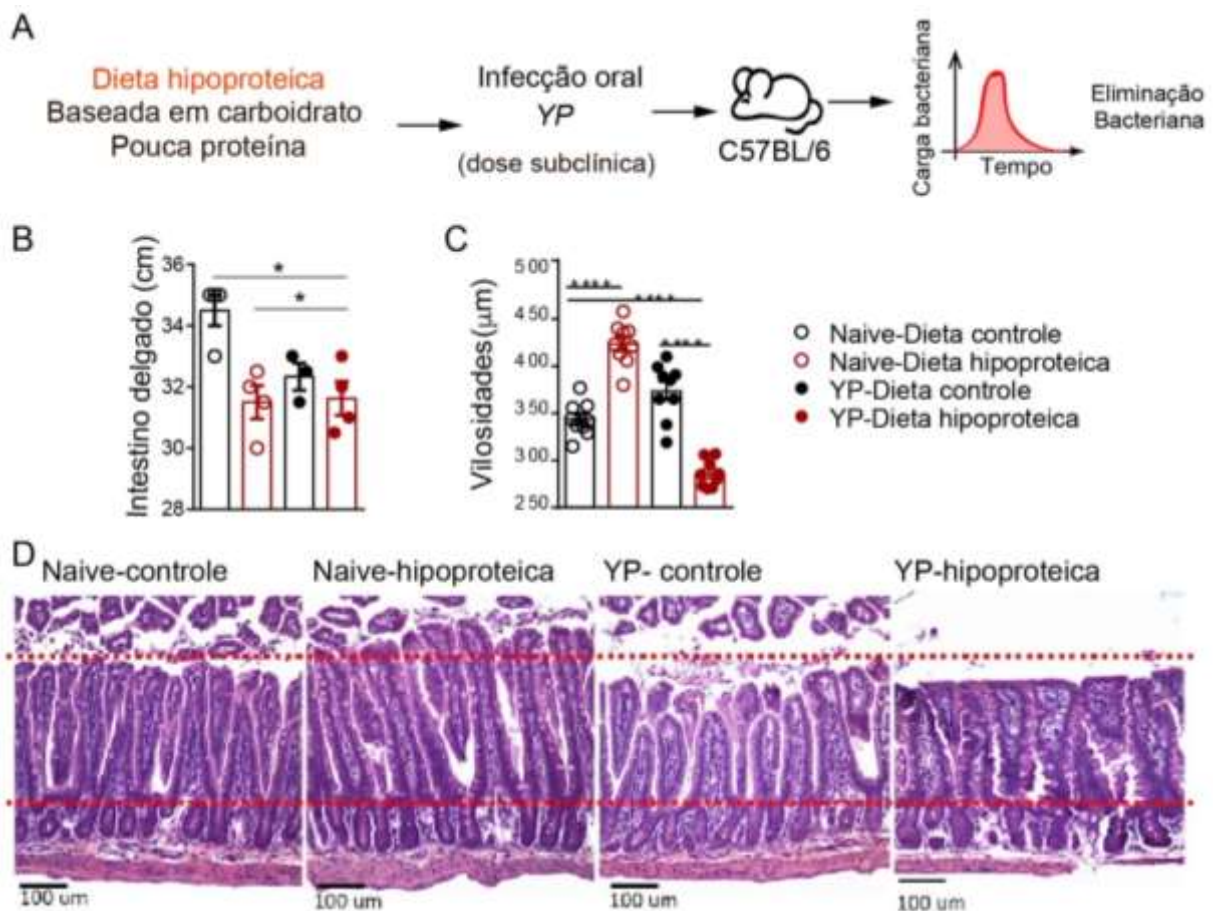 A
Dieta hipoproteica
Baseada em carboidrato
Pouca proteína
Infecção oral
YP
(dose subclínica)
C57BL/6
Carga bacteriana
Tempo
Eliminação
Bacteriana
B
Intestino delgado (cm)
36
34
32
30
28
*
*
C
Vilosidades(μm)
500
450
400
350
300
250
****
****
****
Naive-Dieta controle
Naive-Dieta hipoproteica
YP-Dieta controle
YP-Dieta hipoproteica
D
Naive-controle
Naive-hipoproteica
YP- controle
YP-hipoproteica
100 um
100 um
100 um
100 um